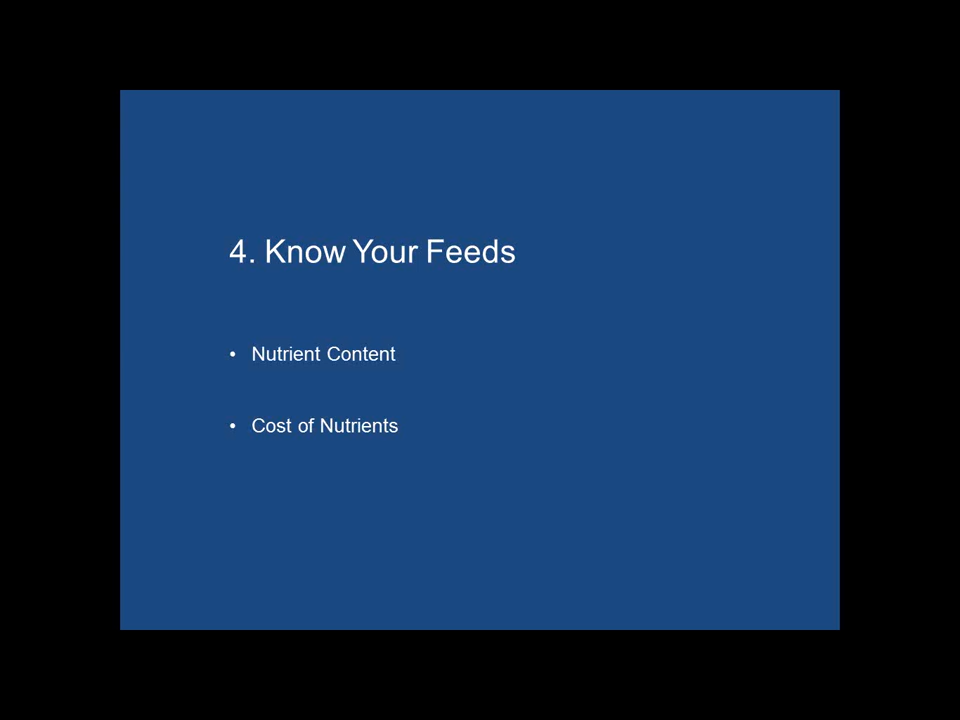 4. Know Your Feeds
• Nutrient Content
• Cost of Nutrients